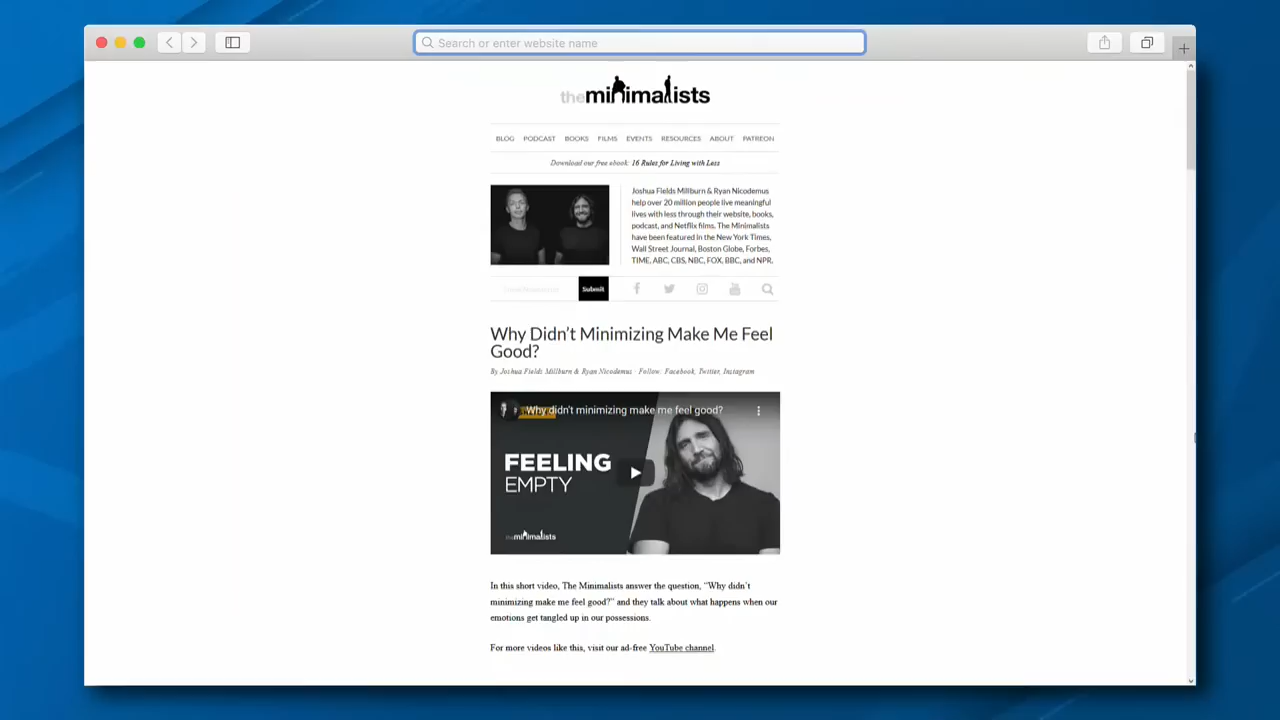 Search or enter website name
theminimalists
BLOG PODCAST BOOKS FILMS EVENTS RESOURCES ABOUT PATREON
Download our free ebook: 16 Rules for Living with Less
Joshua Fields Millburn & Ryan Nicodemus
help over 20 million people live meaningful
lives with less through their website, books,
podcast, and Netflix films. The Minimalists
have been featured in the New York Times,
Wall Street Journal, Boston Globe, Forbes,
TIME, ABC, CBS, NBC, FOX, BBC, and NPR.
Submit
Why Didn't Minimizing Make Me Feel
Good?
By Joshua Fields Millburn & Ryan Nicodemus · Follow: Facebook, Twitter, Instagram
Why didn't minimizing make me feel good?
FEELING
EMPTY
theminimalists
In this short video, The Minimalists answer the question, “Why didn't
minimizing make me feel good?” and they talk about what happens when our
emotions get tangled up in our possessions.
For more videos like this, visit our ad-free YouTube channel.